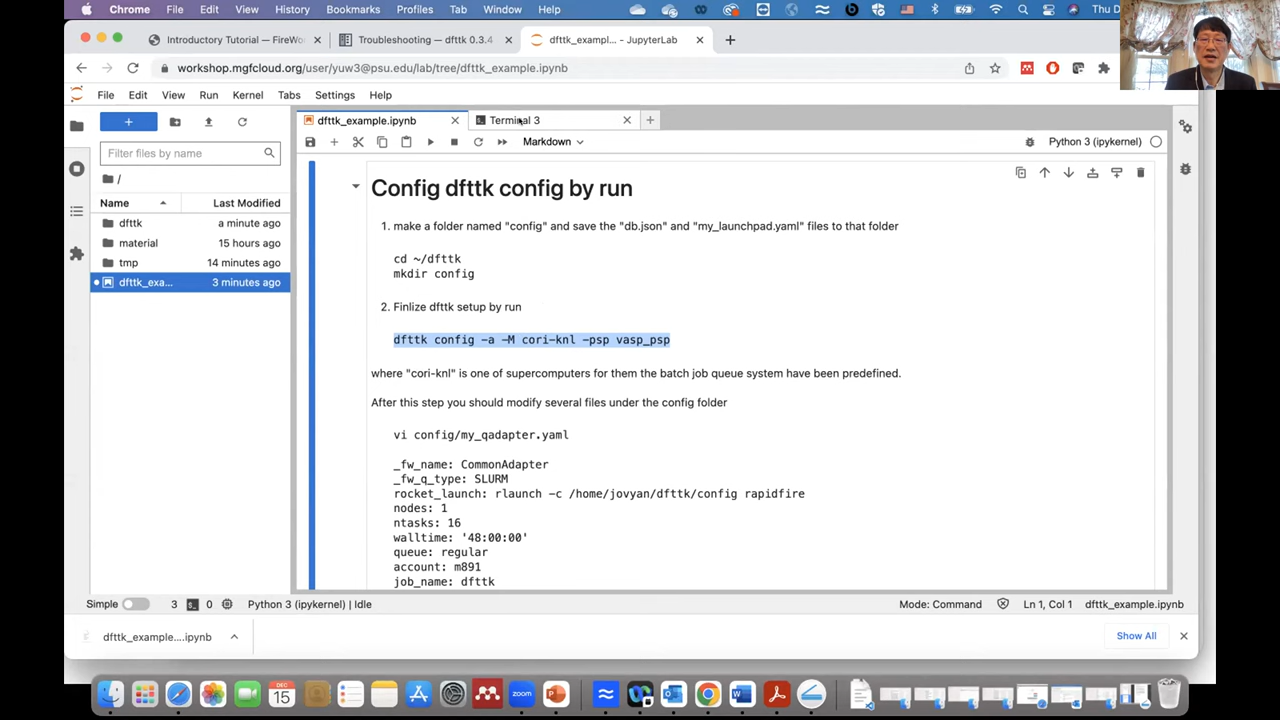 Chrome File Edit View History Bookmarks Profiles Tab Window Help Thu D
Introductory Tutorial — FireWo
Troubleshooting — dfttk 0.3.4
dfttk_exampl... - JupyterLab
workshop.mgfcloud.org/user/yuw3@psu.edu/lab/tree/dfttk_example.ipynb
File Edit View Run Kernel Tabs Settings Help
dfttk_example.ipynb
Terminal 3
Filter files by name
Markdown
Python 3 (ipykernel)
/
Name Last Modified
dfttk a minute ago
material 15 hours ago
tmp 14 minutes ago
dfttk_exa... 3 minutes ago
Config dfttk config by run
1. make a folder named "config" and save the "db.json" and "my_launchpad.yaml" files to that folder
cd ~/dfttk
mkdir config
2. Finlize dfttk setup by run
dfttk config -a -M cori-knl -psp vasp_psp
where "cori-knl" is one of supercomputers for them the batch job queue system have been predefined.
After this step you should modify several files under the config folder
vi config/my_qadapter.yaml
_fw_name: CommonAdapter
_fw_q_type: SLURM
rocket_launch: rlaunch -c /home/jovyan/dfttk/config rapidfire
nodes: 1
ntasks: 16
walltime: '48:00:00'
queue: regular
account: m891
job_name: dfttk
Simple 3 0 Python 3 (ipykernel) | Idle
Mode: Command Ln 1, Col 1 dfttk_example.ipynb
dfttk_example....ipynb
Show All
DEC
15
zoom